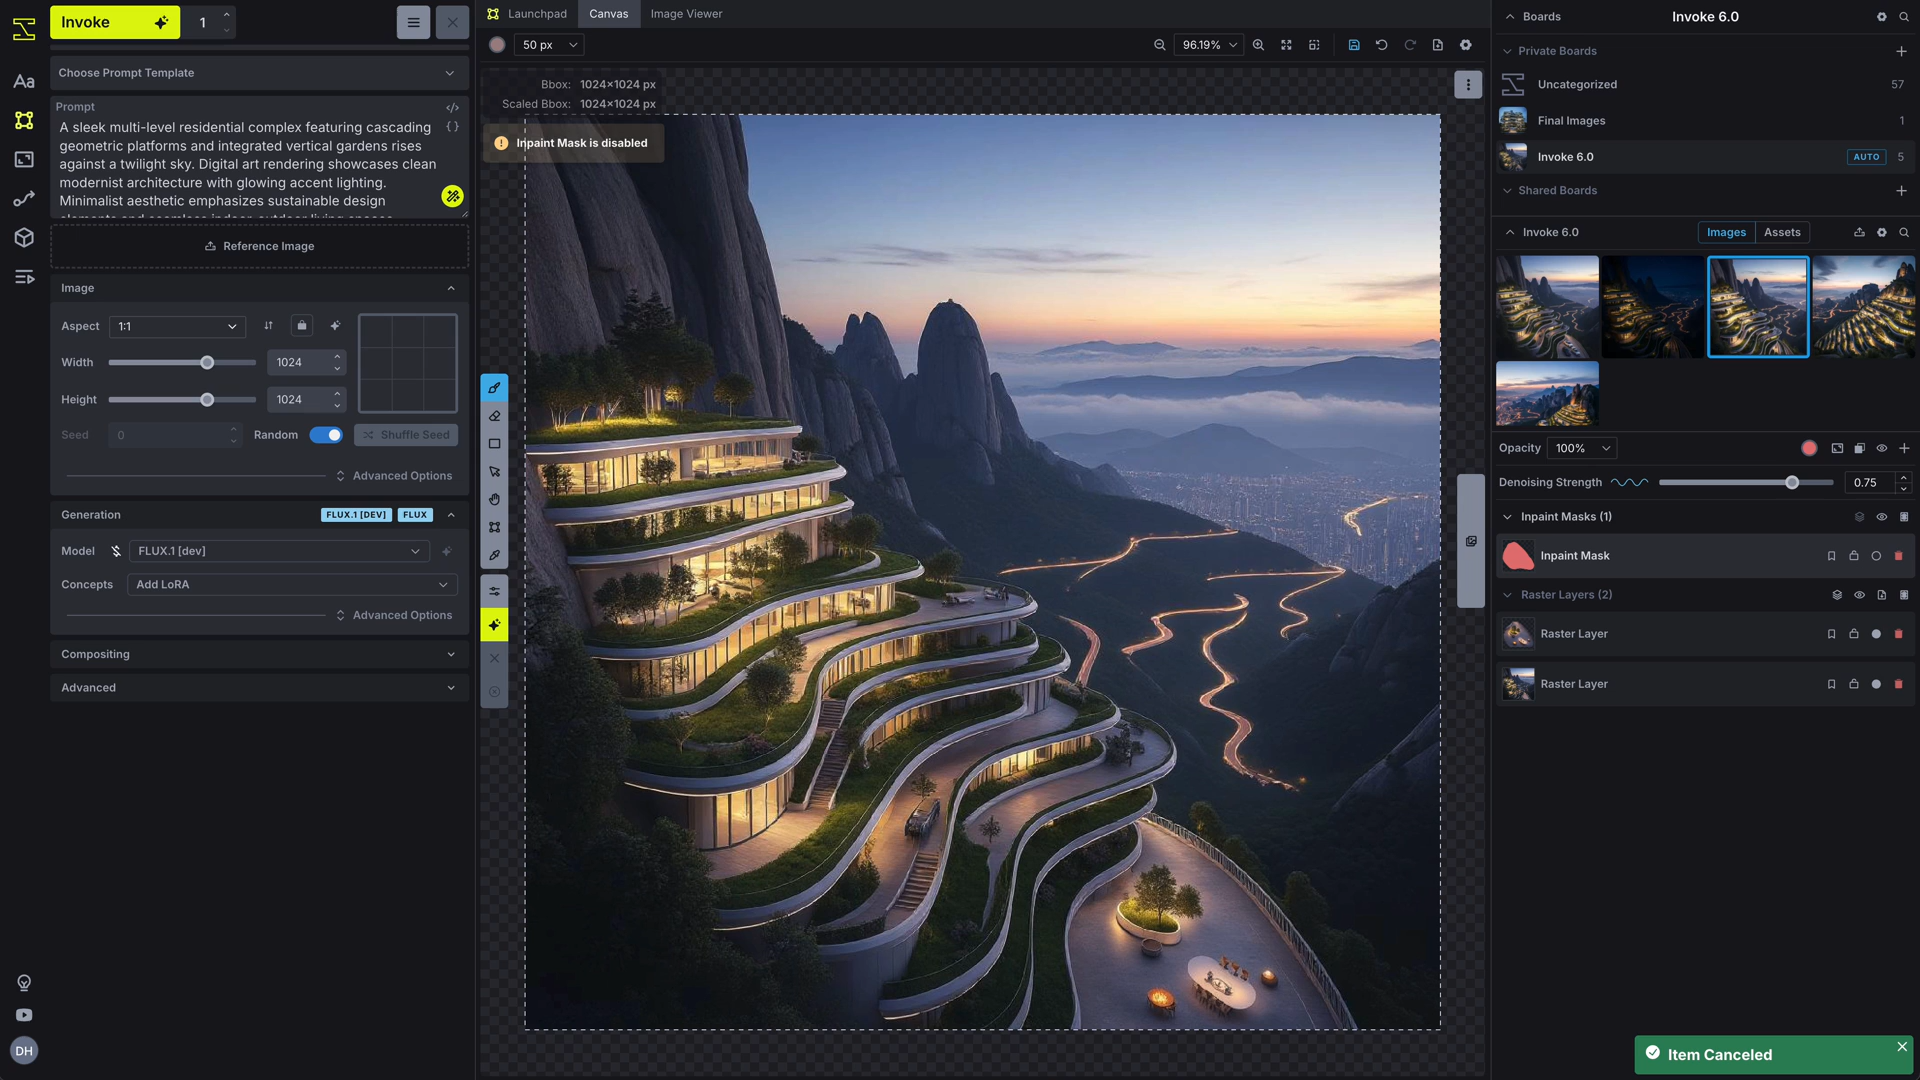 Invoke
1
Launchpad
Canvas
Image Viewer
Boards
Invoke 6.0
50 px
96.19%
Private Boards
Choose Prompt Template
Uncategorized
57
Bbox: 1024×1024 px
Scaled Bbox: 1024×1024 px
Prompt
A sleek multi-level residential complex featuring cascading
geometric platforms and integrated vertical gardens rises
against a twilight sky. Digital art rendering showcases clean
modernist architecture with glowing accent lighting.
Minimalist aesthetic emphasizes sustainable design
elements and seamless indoor-outdoor living spaces
Inpaint Mask is disabled
Final Images
1
Invoke 6.0
AUTO
5
Shared Boards
Reference Image
Invoke 6.0
Images
Assets
Image
Aspect
1:1
Width
1024
Height
1024
Seed
0
Random
Shuffle Seed
Advanced Options
Opacity
100%
Denoising Strength
0.75
Generation
FLUX.1 [DEV]
FLUX
Inpaint Masks (1)
Model
FLUX.1 [dev]
Inpaint Mask
Concepts
Add LoRA
Raster Layers (2)
Advanced Options
Raster Layer
Compositing
Advanced
Raster Layer
DH
Item Canceled